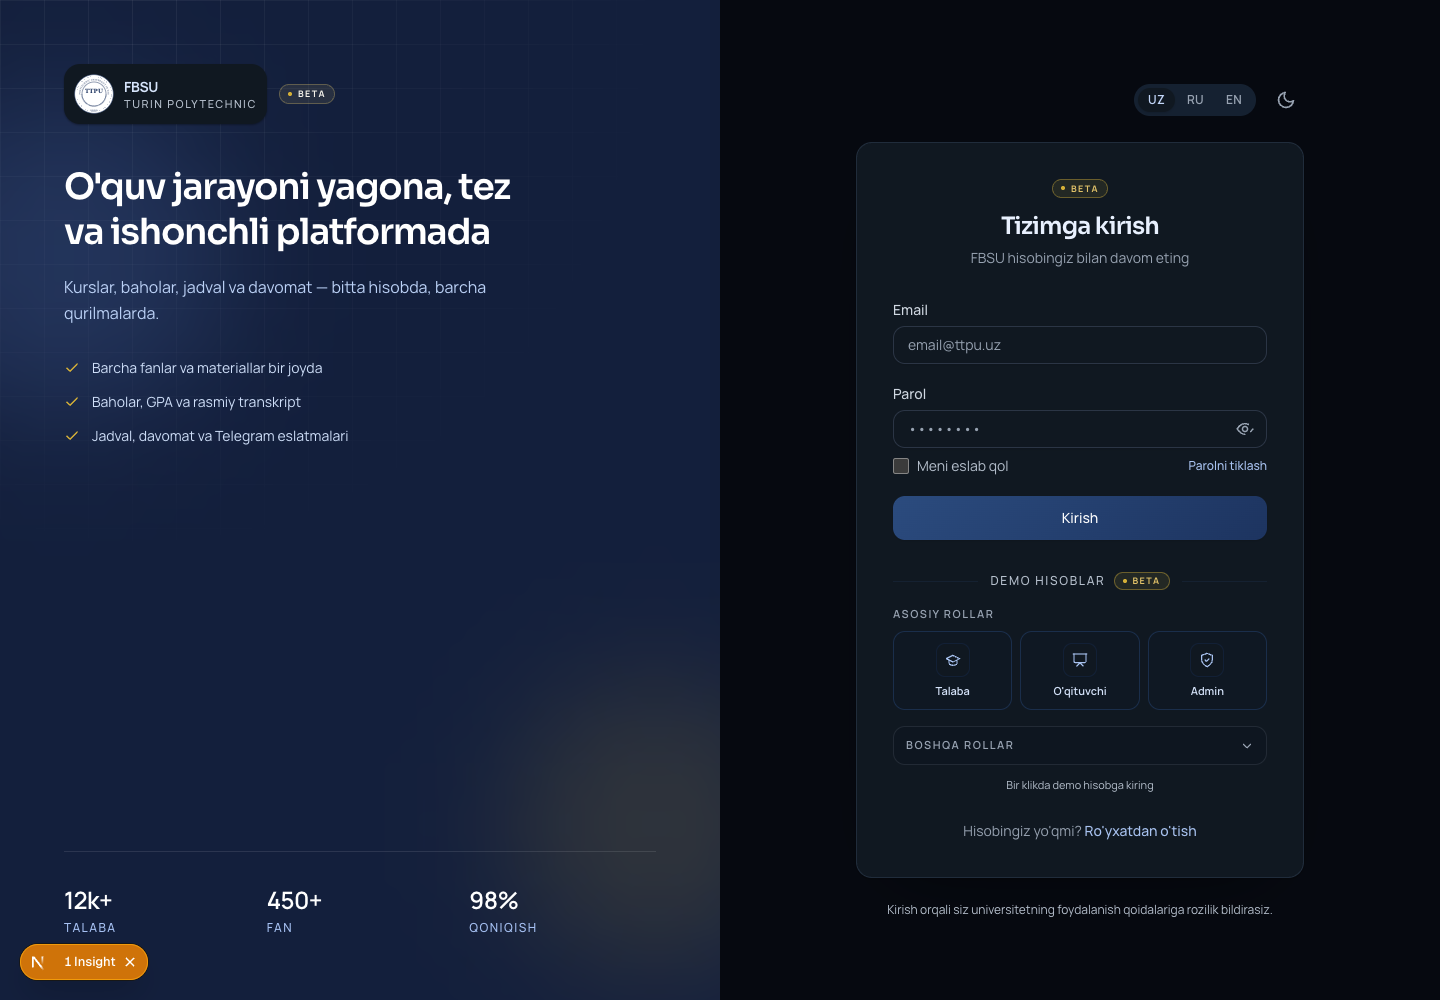 TTPU
FBSU
TURIN POLYTECHNIC
BETA
O'quv jarayoni yagona, tez
va ishonchli platformada
Kurslar, baholar, jadval va davomat — bitta hisobda, barcha
qurilmalarda.
Barcha fanlar va materiallar bir joyda
Baholar, GPA va rasmiy transkript
Jadval, davomat va Telegram eslatmalari
12k+
TALABA
450+
FAN
98%
QONIQISH
1 Insight
UZ RU EN
BETA
Tizimga kirish
FBSU hisobingiz bilan davom eting
Email
email@ttpu.uz
Parol
••••••••
Meni eslab qol
Parolni tiklash
Kirish
DEMO HISOBLAR BETA
ASOSIY ROLLAR
Talaba
O'qituvchi
Admin
BOSHQA ROLLAR
Bir klikda demo hisobga kiring
Hisobingiz yo'qmi? Ro'yxatdan o'tish
Kirish orqali siz universitetning foydalanish qoidalariga rozilik bildirasiz.